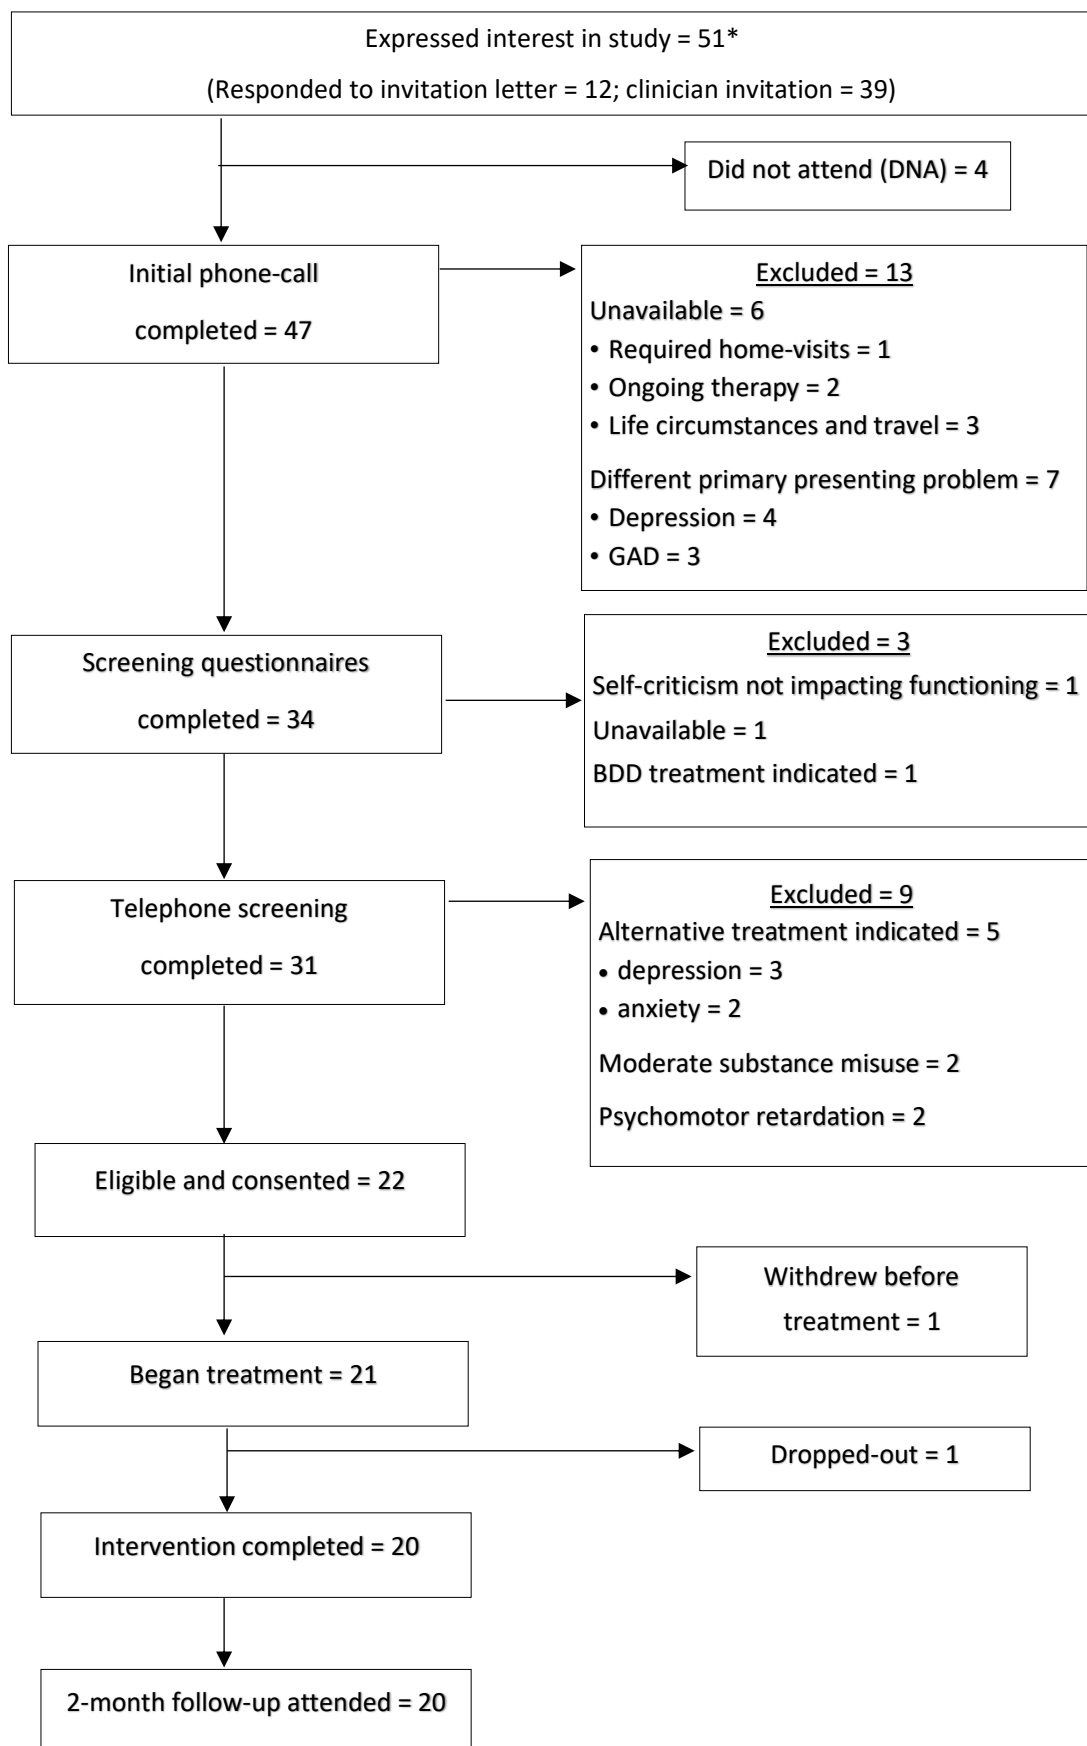 Expressed interest in study = 51*
(Responded to invitation letter = 12; clinician invitation = 39)
Did not attend (DNA) = 4
Initial phone-call
completed = 47
Excluded = 13
Unavailable = 6
• Required home-visits = 1
• Ongoing therapy = 2
• Life circumstances and travel = 3
Different primary presenting problem = 7
• Depression = 4
• GAD = 3
Screening questionnaires
completed = 34
Excluded = 3
Self-criticism not impacting functioning = 1
Unavailable = 1
BDD treatment indicated = 1
Telephone screening
completed = 31
Excluded = 9
Alternative treatment indicated = 5
• depression = 3
• anxiety = 2
Moderate substance misuse = 2
Psychomotor retardation = 2
Eligible and consented = 22
Withdrew before
treatment = 1
Began treatment = 21
Dropped-out = 1
Intervention completed = 20
2-month follow-up attended = 20